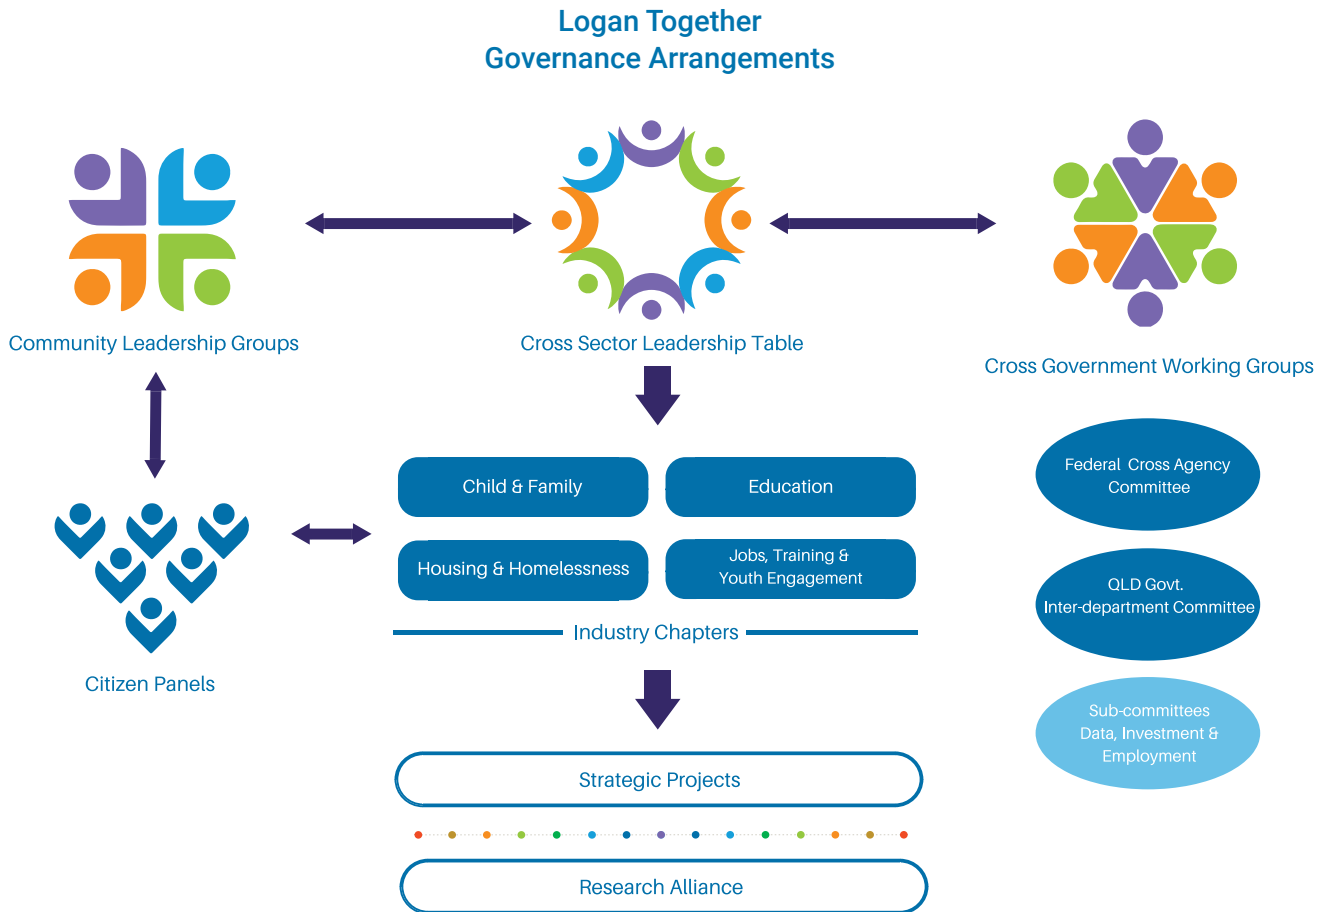 Logan Together
Governance Arrangements
Community Leadership Groups
Cross Sector Leadership Table
Cross Government Working Groups
Child & Family
Education
Housing & Homelessness
Jobs, Training &
Youth Engagement
Industry Chapters
Citizen Panels
Federal Cross Agency
Committee
QLD Govt.
Inter-department Committee
Sub-committees
Data, Investment &
Employment
Strategic Projects
Research Alliance